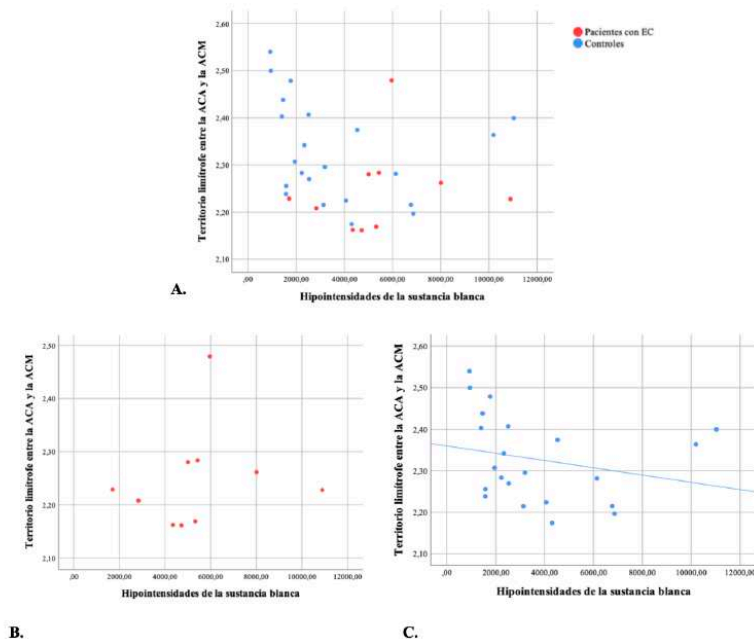 Pacientes con EC
Controles
Territorio limítrofe entre la ACA y la ACM
2,60
2,50
2,40
2,30
2,20
2,10
,00 2000,00 4000,00 6000,00 8000,00 10000,00 12000,00
Hipointensidades de la sustancia blanca
A.
Territorio limítrofe entre la ACA y la ACM
2,50
2,40
2,30
2,20
2,10
,00 2000,00 4000,00 6000,00 8000,00 10000,00 12000,00
Hipointensidades de la sustancia blanca
B.
Territorio limítrofe entre la ACA y la ACM
2,60
2,50
2,40
2,30
2,20
2,10
,00 2000,00 4000,00 6000,00 8000,00 10000,00 12000,00
Hipointensidades de la sustancia blanca
C.